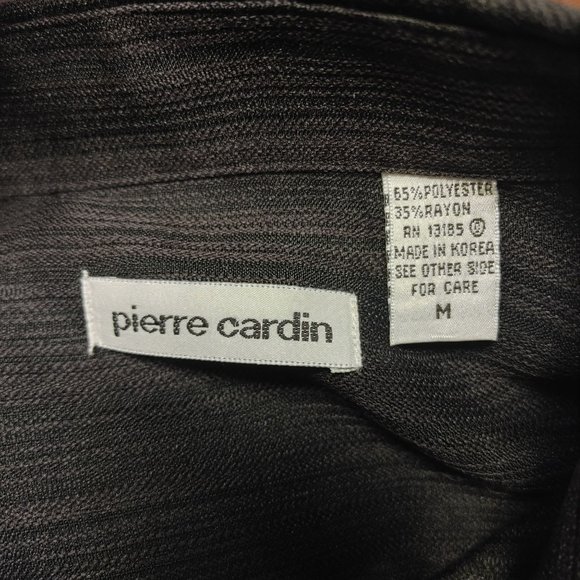 pierre cardin
65%POLYESTER
35%RAYON
RN 13185
MADE IN KOREA
SEE OTHER SIDE
FOR CARE
M